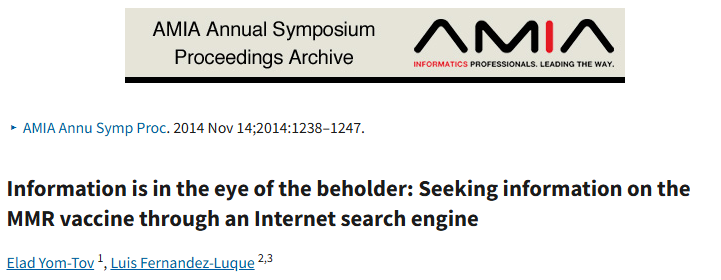 AMIA Annual Symposium
Proceedings Archive
AMIA
INFORMATICS PROFESSIONALS. LEADING THE WAY.
▸ AMIA Annu Symp Proc. 2014 Nov 14;2014:1238–1247.
Information is in the eye of the beholder: Seeking information on the
MMR vaccine through an Internet search engine
Elad Yom-Tov 1, Luis Fernandez-Luque 2,3